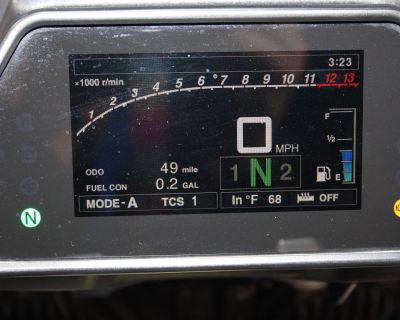 3:23
×1000 r/min
1 2 3 4 5 6 7 8 9 10 11 12 13
F
½
0 MPH
ODO 49 mile
FUEL CON 0.2 GAL
1 N 2
E
MODE-A TCS 1 In °F 68 OFF
N